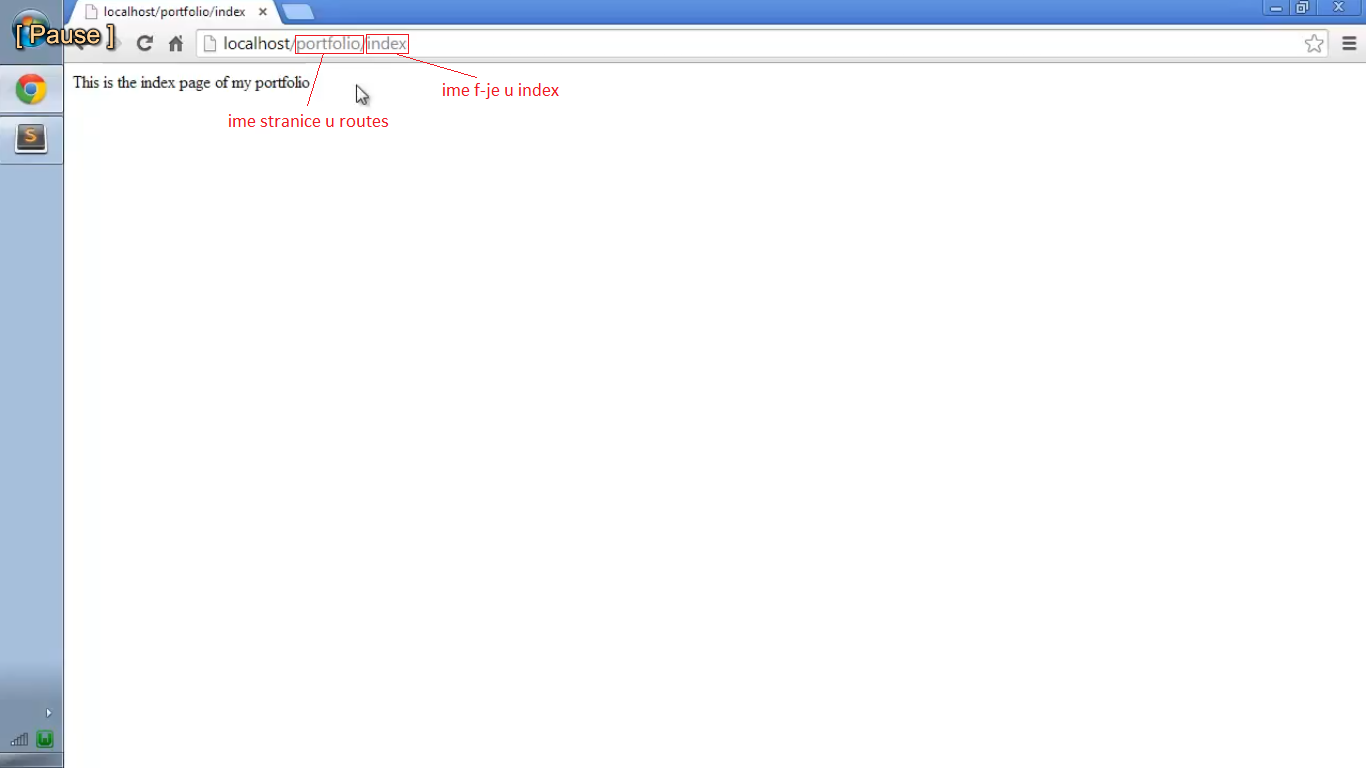 localhost/portfolio/index
[ Pause ]
localhost/portfolio/index
This is the index page of my portfolio
ime f-je u index
ime stranice u routes